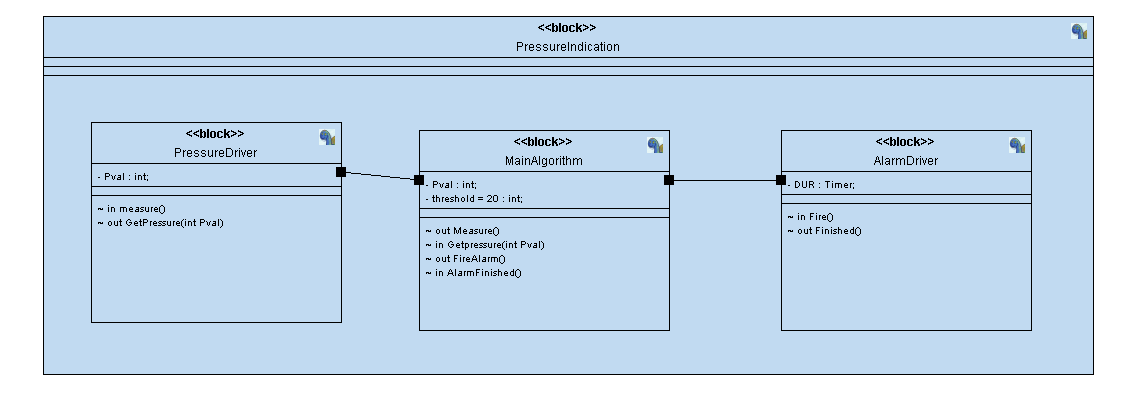 <<block>>
PressureIndication
<<block>>
PressureDriver
- Pval : int;
~ in measure()
~ out GetPressure(int Pval)
<<block>>
MainAlgorithm
- Pval : int;
- threshold = 20 : int;
~ out Measure()
~ in Getpressure(int Pval)
~ out FireAlarm()
~ in AlarmFinished()
<<block>>
AlarmDriver
- DUR : Timer;
~ in Fire()
~ out Finished()